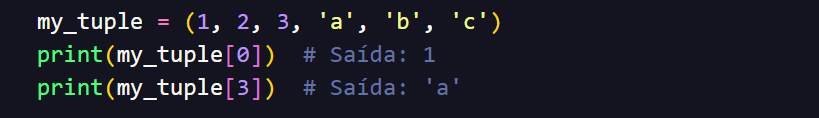 my_tuple = (1, 2, 3, 'a', 'b', 'c')
print(my_tuple[0])  # Saída: 1
print(my_tuple[3])  # Saída: 'a'